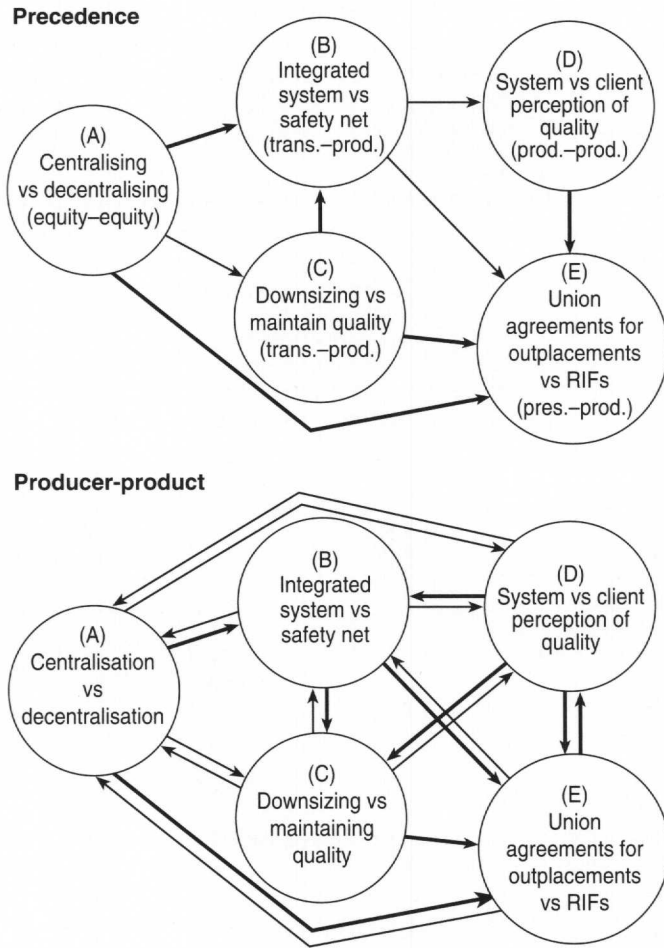 Precedence
(A)
Centralising
vs decentralising
(equity–equity)
(B)
Integrated
system vs
safety net
(trans.–prod.)
(C)
Downsizing vs
maintain quality
(trans.–prod.)
(D)
System vs client
perception of
quality
(prod.–prod.)
(E)
Union
agreements for
outplacements
vs RIFs
(pres.–prod.)
Producer-product
(A)
Centralisation
vs
decentralisation
(B)
Integrated
system vs
safety net
(C)
Downsizing vs
maintaining
quality
(D)
System vs client
perception of
quality
(E)
Union
agreements for
outplacements
vs RIFs